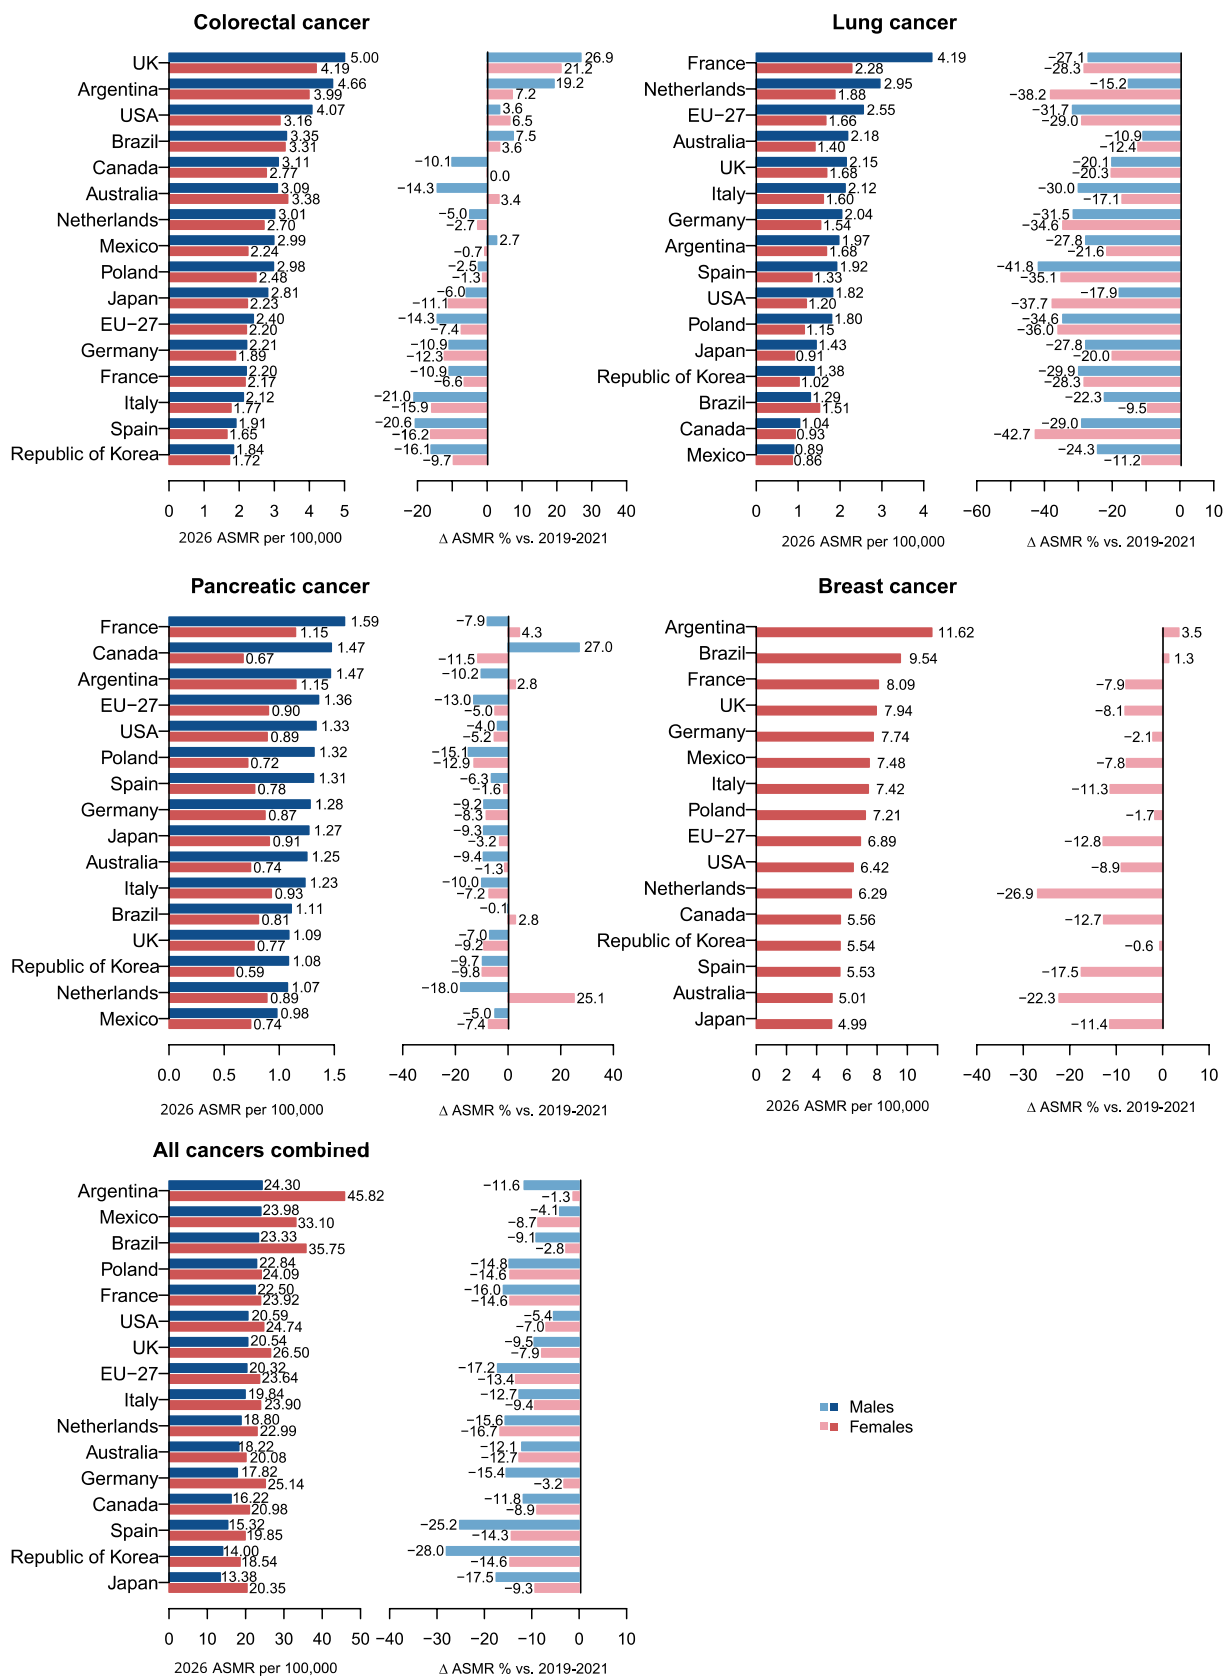 Colorectal cancer
UK 5.00 4.19 26.9 21.2
Argentina 4.66 3.99 19.2 7.2
USA 4.07 3.16 3.6 6.5
Brazil 3.35 3.31 7.5 3.6
Canada 3.11 2.77 −10.1 0.0
Australia 3.09 3.38 −14.3 3.4
Netherlands 3.01 2.70 −5.0 −2.7
Mexico 2.99 2.24 2.7 −0.7
Poland 2.98 2.48 −2.5 −1.3
Japan 2.81 2.23 −6.0 −11.1
EU−27 2.40 2.20 −14.3 −7.4
Germany 2.21 1.89 −10.9 −12.3
France 2.20 2.17 −10.9 −6.6
Italy 2.12 1.77 −21.0 −15.9
Spain 1.91 1.65 −20.6 −16.2
Republic of Korea 1.84 1.72 −16.1 −9.7
0 1 2 3 4 5 −20 0 20 40
2026 ASMR per 100,000 Δ ASMR % vs. 2019-2021
Lung cancer
France 4.19 2.28 −27.1 −28.3
Netherlands 2.95 1.88 −15.2 −38.2
EU−27 2.55 1.66 −31.7 −29.0
Australia 2.18 1.40 −10.9 −12.4
UK 2.15 1.68 −20.1 −20.3
Italy 2.12 1.60 −30.0 −17.1
Germany 2.04 1.54 −31.5 −34.6
Argentina 1.97 1.68 −27.8 −21.6
Spain 1.92 1.33 −41.8 −35.1
USA 1.82 1.20 −17.9 −37.7
Poland 1.80 1.15 −34.6 −36.0
Japan 1.43 0.91 −27.8 −20.0
Republic of Korea 1.38 1.02 −29.9 −28.3
Brazil 1.29 1.51 −22.3 −9.5
Canada 1.04 0.93 −29.0 −42.7
Mexico 0.89 0.86 −24.3 −11.2
0 1 2 3 4 −60 −40 −20 0 10
2026 ASMR per 100,000 Δ ASMR % vs. 2019-2021
Pancreatic cancer
France 1.59 1.15 −7.9 4.3
Canada 1.47 0.67 27.0 −11.5
Argentina 1.47 1.15 −10.2 2.8
EU−27 1.36 0.90 −13.0 −5.0
USA 1.33 0.89 −4.0 −5.2
Poland 1.32 0.72 −15.1 −12.9
Spain 1.31 0.78 −6.3 −1.6
Germany 1.28 0.87 −9.2 −8.3
Japan 1.27 0.91 −9.3 −3.2
Australia 1.25 0.74 −9.4 −1.3
Italy 1.23 0.93 −10.0 −7.2
Brazil 1.11 0.81 −0.1 2.8
UK 1.09 0.77 −7.0 −9.2
Republic of Korea 1.08 0.59 −9.7 −9.8
Netherlands 1.07 0.89 −18.0 25.1
Mexico 0.98 0.74 −5.0 −7.4
0.0 0.5 1.0 1.5 −40 −20 0 20 40
2026 ASMR per 100,000 Δ ASMR % vs. 2019-2021
Breast cancer
Argentina 11.62 3.5
Brazil 9.54 1.3
France 8.09 −7.9
UK 7.94 −8.1
Germany 7.74 −2.1
Mexico 7.48 −7.8
Italy 7.42 −11.3
Poland 7.21 −1.7
EU−27 6.89 −12.8
USA 6.42 −8.9
Netherlands 6.29 −26.9
Canada 5.56 −12.7
Republic of Korea 5.54 −0.6
Spain 5.53 −17.5
Australia 5.01 −22.3
Japan 4.99 −11.4
0 2 4 6 8 10 −40 −30 −20 −10 0 10
2026 ASMR per 100,000 Δ ASMR % vs. 2019-2021
All cancers combined
Argentina 24.30 45.82 −11.6 −1.3
Mexico 23.98 33.10 −4.1 −8.7
Brazil 23.33 35.75 −9.1 −2.8
Poland 22.84 24.09 −14.8 −14.6
France 22.50 23.92 −16.0 −14.6
USA 20.59 24.74 −5.4 −7.0
UK 20.54 26.50 −9.5 −7.9
EU−27 20.32 23.64 −17.2 −13.4
Italy 19.84 23.90 −12.7 −9.4
Netherlands 18.80 22.99 −15.6 −16.7
Australia 18.22 20.08 −12.1 −12.7
Germany 17.82 25.14 −15.4 −3.2
Canada 16.22 20.98 −11.8 −8.9
Spain 15.32 19.85 −25.2 −14.3
Republic of Korea 14.00 18.54 −28.0 −14.6
Japan 13.38 20.35 −17.5 −9.3
0 10 20 30 40 50 −40 −30 −20 −10 0 10
2026 ASMR per 100,000 Δ ASMR % vs. 2019-2021
Males
Females